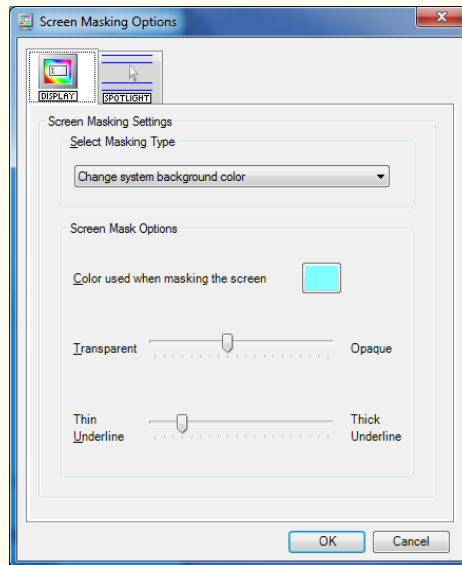 Screen Masking Options
X
DISPLAY
SPOTLIGHT
Screen Masking Settings
Select Masking Type
Change system background color
Screen Mask Options
Color used when masking the screen
Transparent
Opaque
Thin
Underline
Thick
Underline
OK
Cancel